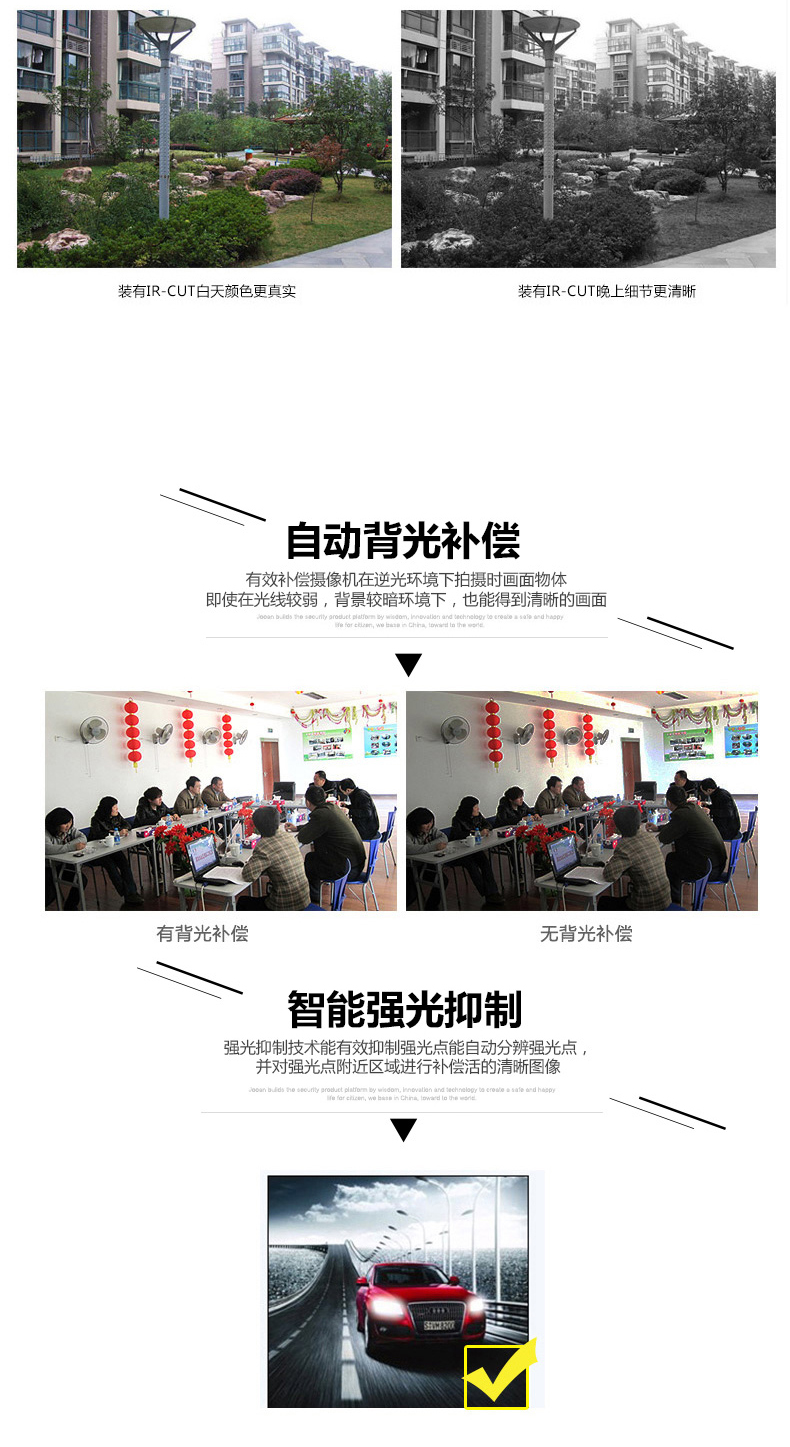 装有IR-CUT白天颜色更真实
装有IR-CUT晚上细节更清晰
自动背光补偿
有效补偿摄像机在逆光环境下拍摄时画面物体
即使在光线较弱，背景较暗环境下，也能得到清晰的画面
Jooan builds the security product platform by wisdom, innovation and technology to create a safe and happy
life for citizen, we base in China, toward to the world.
有背光补偿
无背光补偿
智能强光抑制
强光抑制技术能有效抑制强光点能自动分辨强光点，
并对强光点附近区域进行补偿活的清晰图像
Jooan builds the security product platform by wisdom, innovation and technology to create a safe and happy
life for citizen, we base in China, toward to the world.